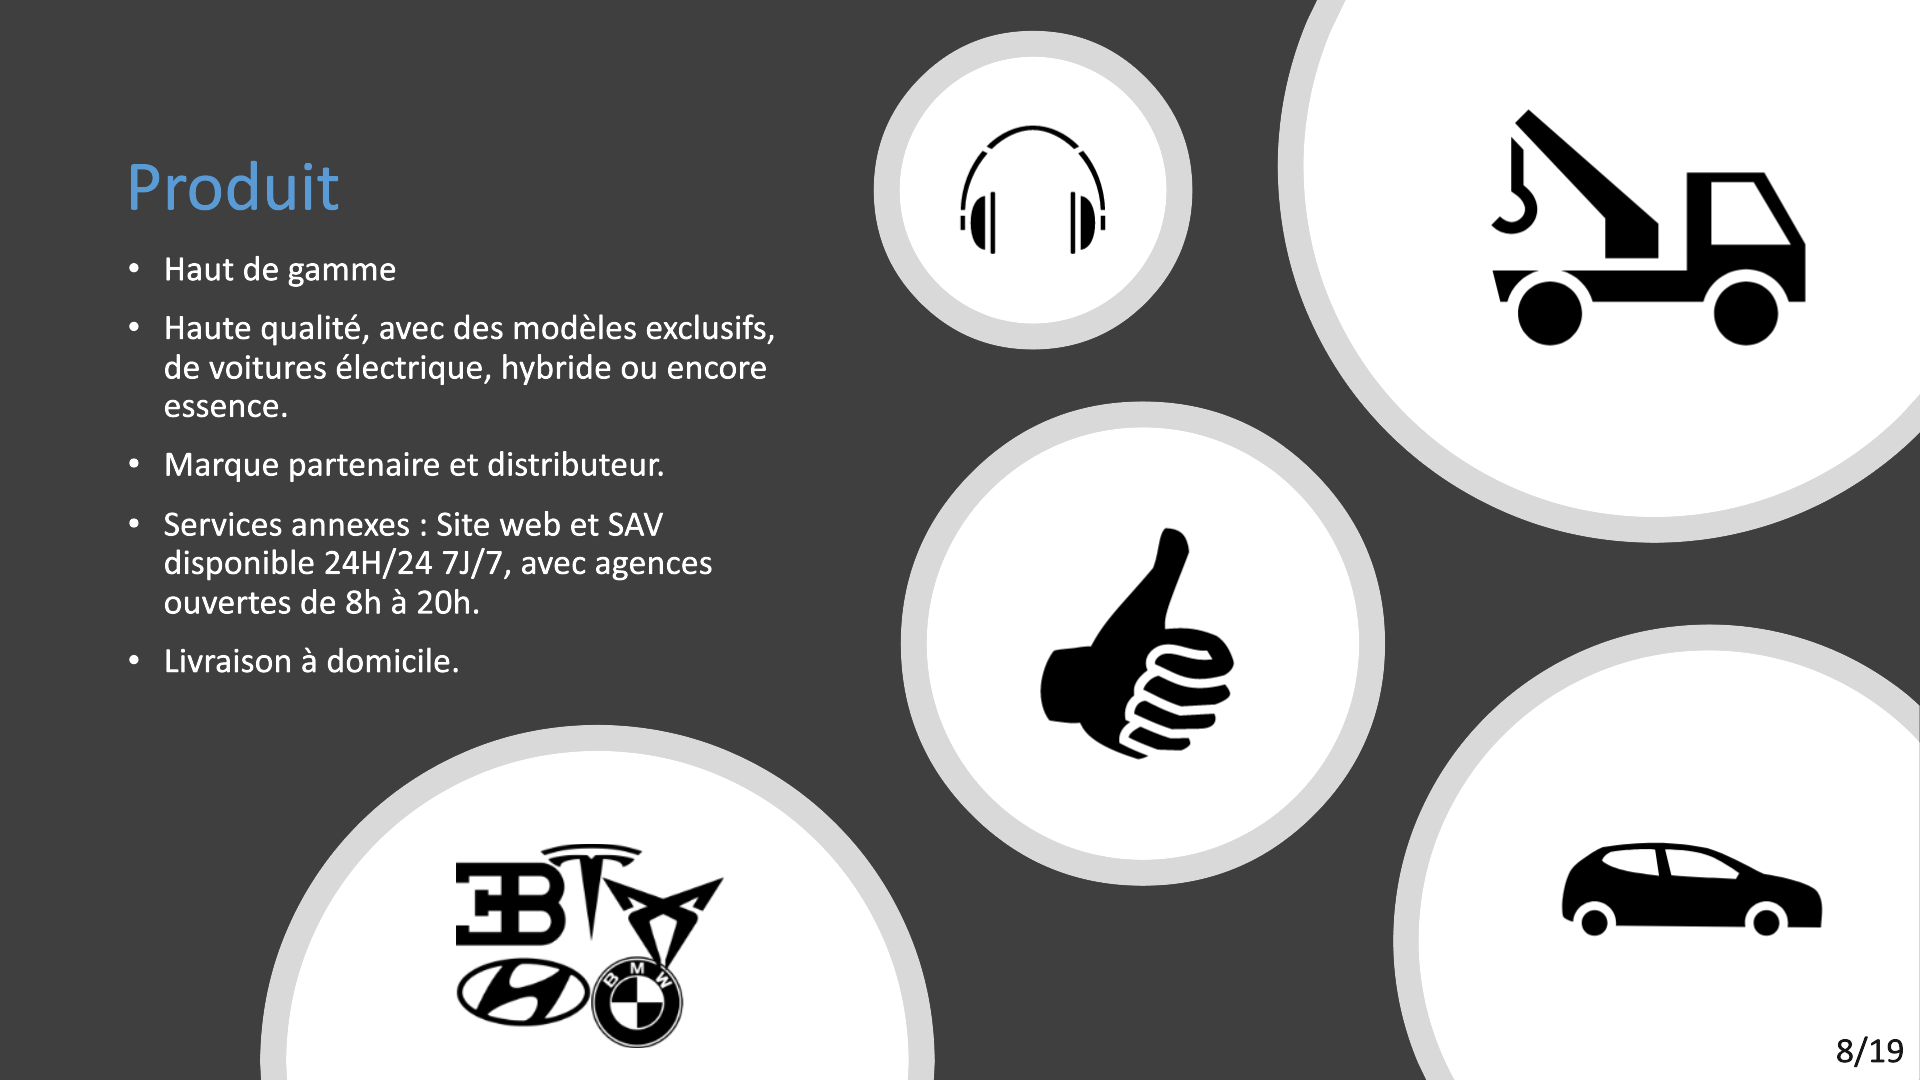 Produit
• Haut de gamme
• Haute qualité, avec des modèles exclusifs,
de voitures électrique, hybride ou encore
essence.
• Marque partenaire et distributeur.
• Services annexes : Site web et SAV
disponible 24H/24 7J/7, avec agences
ouvertes de 8h à 20h.
• Livraison à domicile.
EB
BMW
8/19